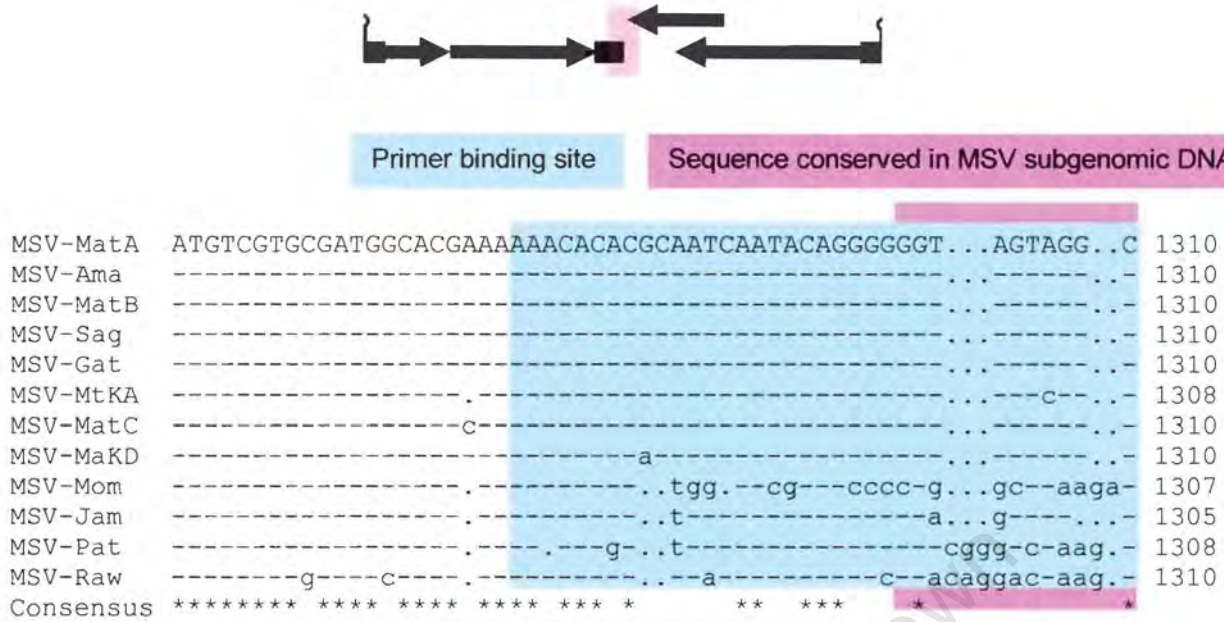 Primer binding site
Sequence conserved in MSV subgenomic DNA
MSV-MatA ATGTCGTGCGATGGCACGAAAAAACACACGCAATCAATACAGGGGGGT...AGTAGG..C 1310
MSV-Ama ------------------------------------------------...------..- 1310
MSV-MatB ------------------------------------------------...------..- 1310
MSV-Sag ------------------------------------------------...------..- 1310
MSV-Gat ------------------------------------------------...------..- 1310
MSV-MtKA ------------------.-----------------------------...---c--..- 1308
MSV-MatC ------------------c-----------------------------...------..- 1310
MSV-MaKD -----------------------------a------------------...------..- 1310
MSV-Mom ------------------.----------..tgg.--cg---cccc-g...gc--aaga- 1307
MSV-Jam ------------------.----------..t---------------a...g----...- 1305
MSV-Pat ------------------.----.---g-..t----------------cggg-c-aag.- 1308
MSV-Raw --------g----c----.----------..--a----------c--acaggac-aag.- 1310
Consensus ******** **** **** **** *** * ** *** * *